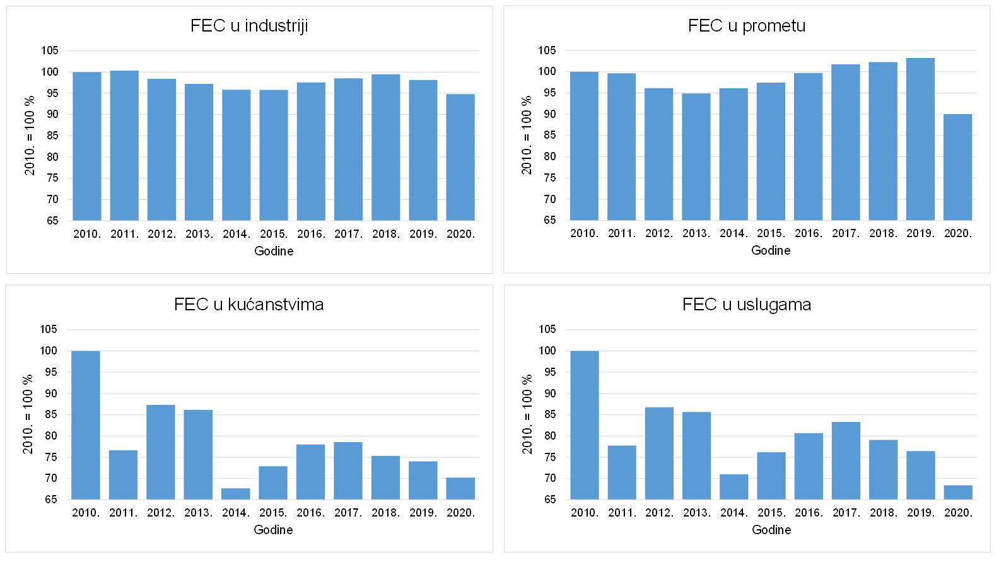 FEC u industriji
2010. = 100 %
105
100
95
90
85
80
75
70
65
2010. 2011. 2012. 2013. 2014. 2015. 2016. 2017. 2018. 2019. 2020.
Godine
FEC u prometu
2010. = 100 %
105
100
95
90
85
80
75
70
65
2010. 2011. 2012. 2013. 2014. 2015. 2016. 2017. 2018. 2019. 2020.
Godine
FEC u kućanstvima
2010. = 100 %
105
100
95
90
85
80
75
70
65
2010. 2011. 2012. 2013. 2014. 2015. 2016. 2017. 2018. 2019. 2020.
Godine
FEC u uslugama
2010. = 100 %
105
100
95
90
85
80
75
70
65
2010. 2011. 2012. 2013. 2014. 2015. 2016. 2017. 2018. 2019. 2020.
Godine